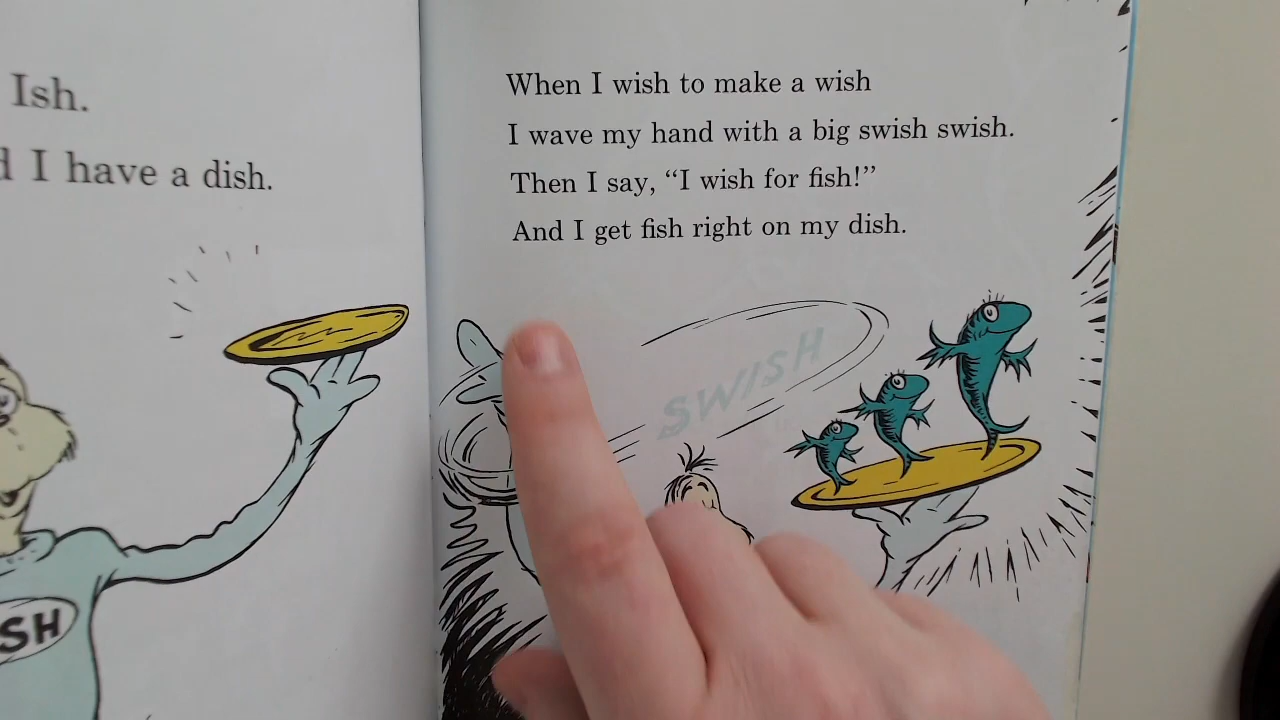 Ish.
I have a dish.
SH
When I wish to make a wish
I wave my hand with a big swish swish.
Then I say, “I wish for fish!”
And I get fish right on my dish.
SWISH